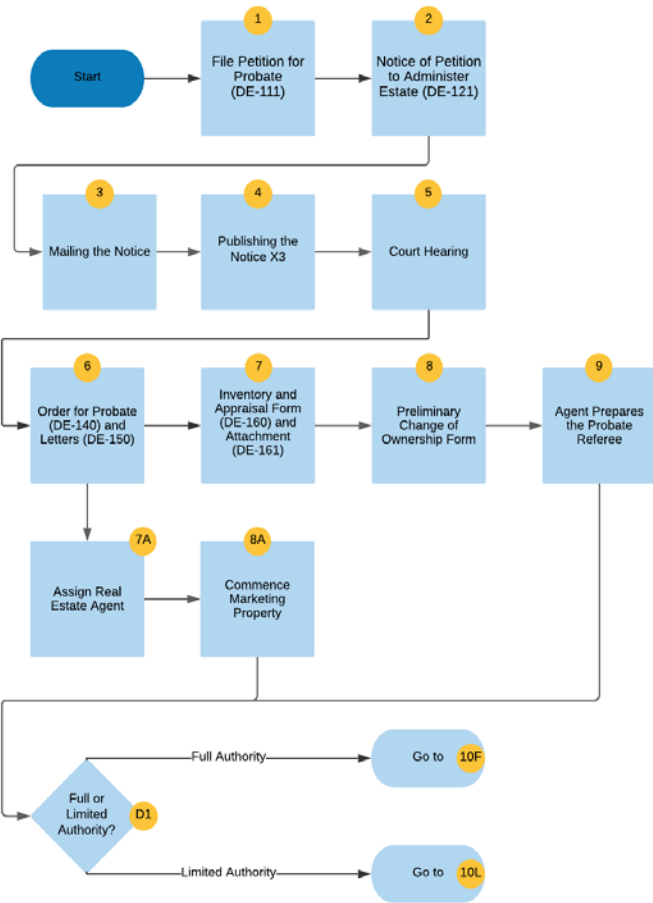 1
2
Start
File Petition for
Probate
(DE-111)
Notice of Petition
to Administer
Estate (DE-121)
3
4
5
Mailing the Notice
Publishing the
Notice X3
Court Hearing
6
7
8
9
Order for Probate
(DE-140) and
Letters (DE-150)
Inventory and
Appraisal Form
(DE-160) and
Attachment
(DE-161)
Preliminary
Change of
Ownership Form
Agent Prepares
the Probate
Referee
7A
8A
Assign Real
Estate Agent
Commence
Marketing
Property
Full Authority
Go to
10F
Full or
Limited
Authority?
D1
Limited Authority
Go to
10L